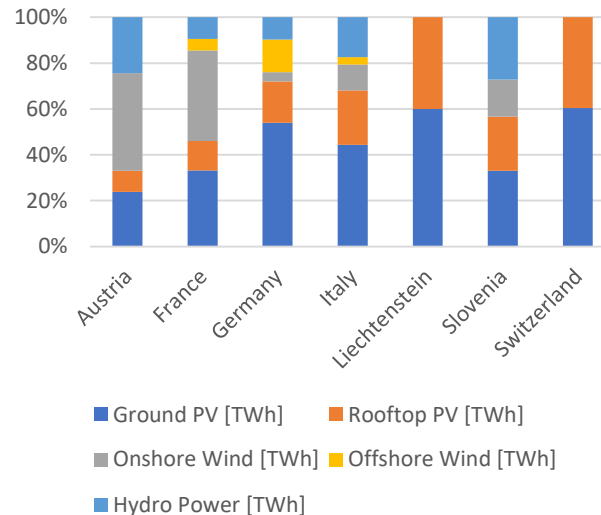 100%
80%
60%
40%
20%
0%
Austria
France
Germany
Italy
Liechtenstein
Slovenia
Switzerland
Ground PV [TWh] Rooftop PV [TWh]
Onshore Wind [TWh] Offshore Wind [TWh]
Hydro Power [TWh]